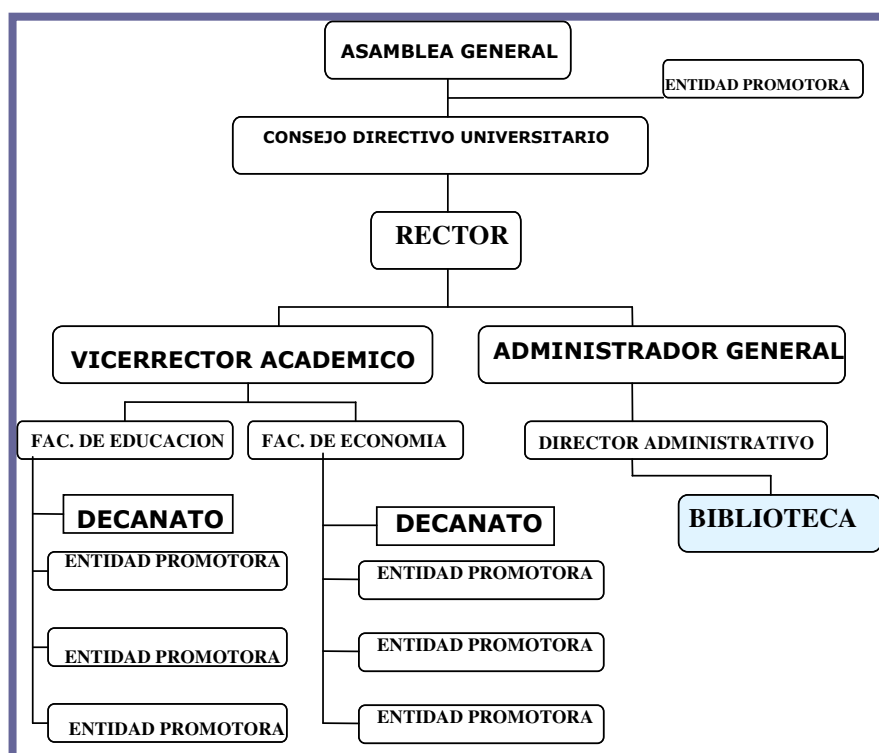 ASAMBLEA GENERAL
ENTIDAD PROMOTORA
CONSEJO DIRECTIVO UNIVERSITARIO
RECTOR
VICERRECTOR ACADEMICO
ADMINISTRADOR GENERAL
FAC. DE EDUCACION
FAC. DE ECONOMIA
DIRECTOR ADMINISTRATIVO
DECANATO
DECANATO
BIBLIOTECA
ENTIDAD PROMOTORA
ENTIDAD PROMOTORA
ENTIDAD PROMOTORA
ENTIDAD PROMOTORA
ENTIDAD PROMOTORA
ENTIDAD PROMOTORA